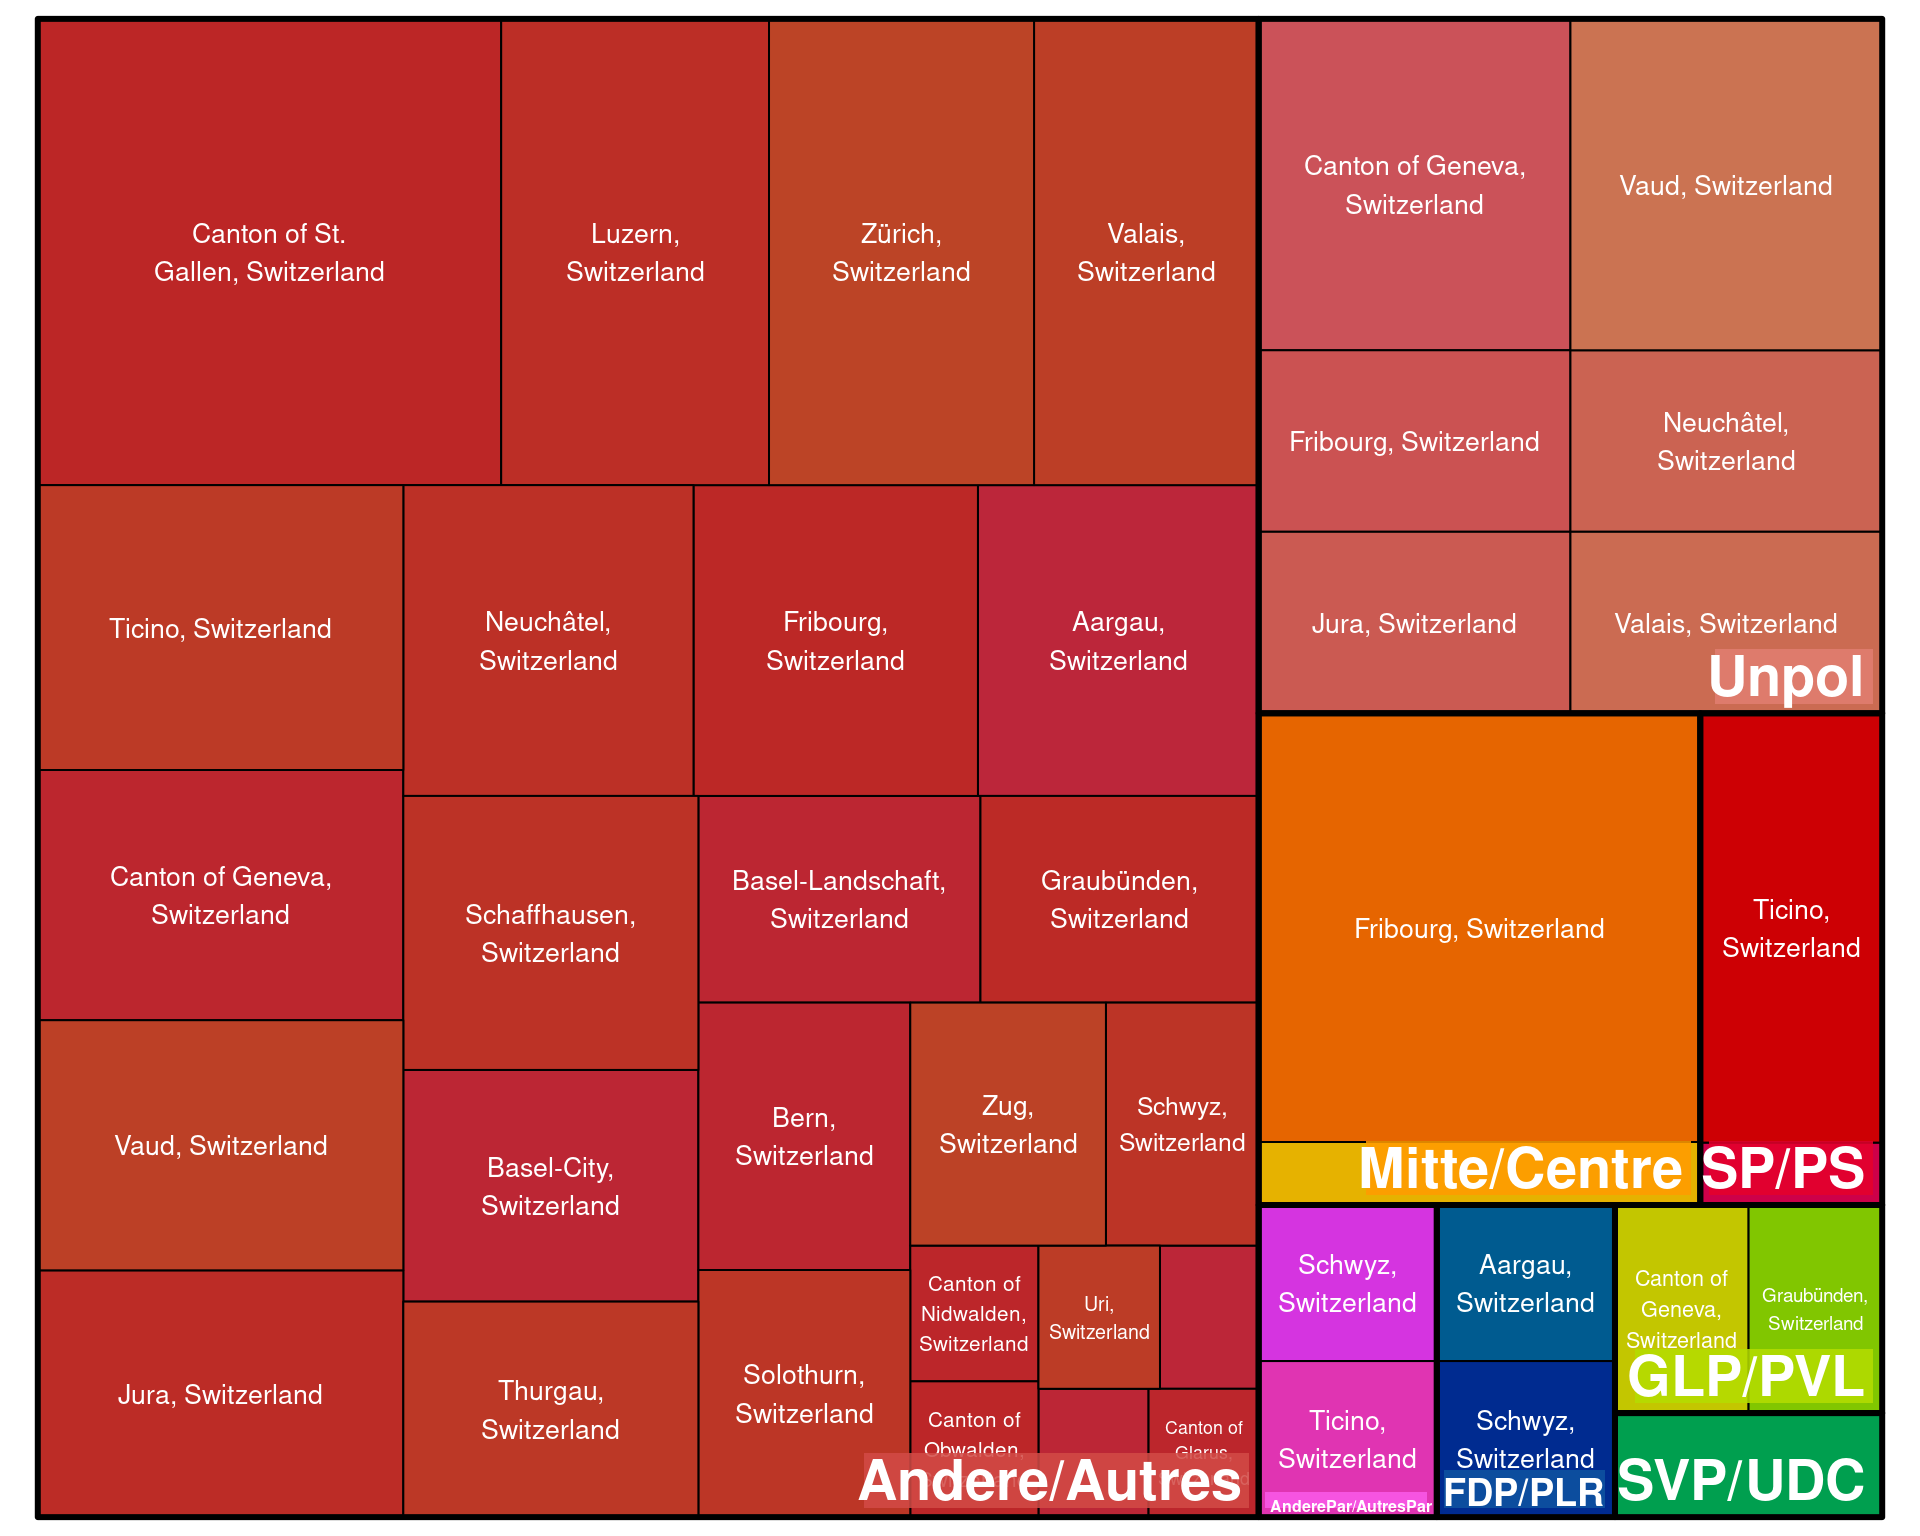 Canton of St.
Gallen, Switzerland
Luzern,
Switzerland
Zürich,
Switzerland
Valais,
Switzerland
Ticino, Switzerland
Neuchâtel,
Switzerland
Fribourg,
Switzerland
Aargau,
Switzerland
Canton of Geneva,
Switzerland
Schaffhausen,
Switzerland
Basel-Landschaft,
Switzerland
Graubünden,
Switzerland
Vaud, Switzerland
Basel-City,
Switzerland
Bern,
Switzerland
Zug,
Switzerland
Schwyz,
Switzerland
Jura, Switzerland
Thurgau,
Switzerland
Solothurn,
Switzerland
Canton of
Nidwalden,
Switzerland
Uri,
Switzerland
Canton of
Obwalden,
Canton of
Glarus,
Andere/Autres
Canton of Geneva,
Switzerland
Vaud, Switzerland
Fribourg, Switzerland
Neuchâtel,
Switzerland
Jura, Switzerland
Valais, Switzerland
Unpol
Fribourg, Switzerland
Mitte/Centre
Ticino,
Switzerland
SP/PS
Schwyz,
Switzerland
Ticino,
Switzerland
AnderePar/AutresPar
Aargau,
Switzerland
Schwyz,
Switzerland
FDP/PLR
Canton of
Geneva,
Switzerland
Graubünden,
Switzerland
GLP/PVL
SVP/UDC